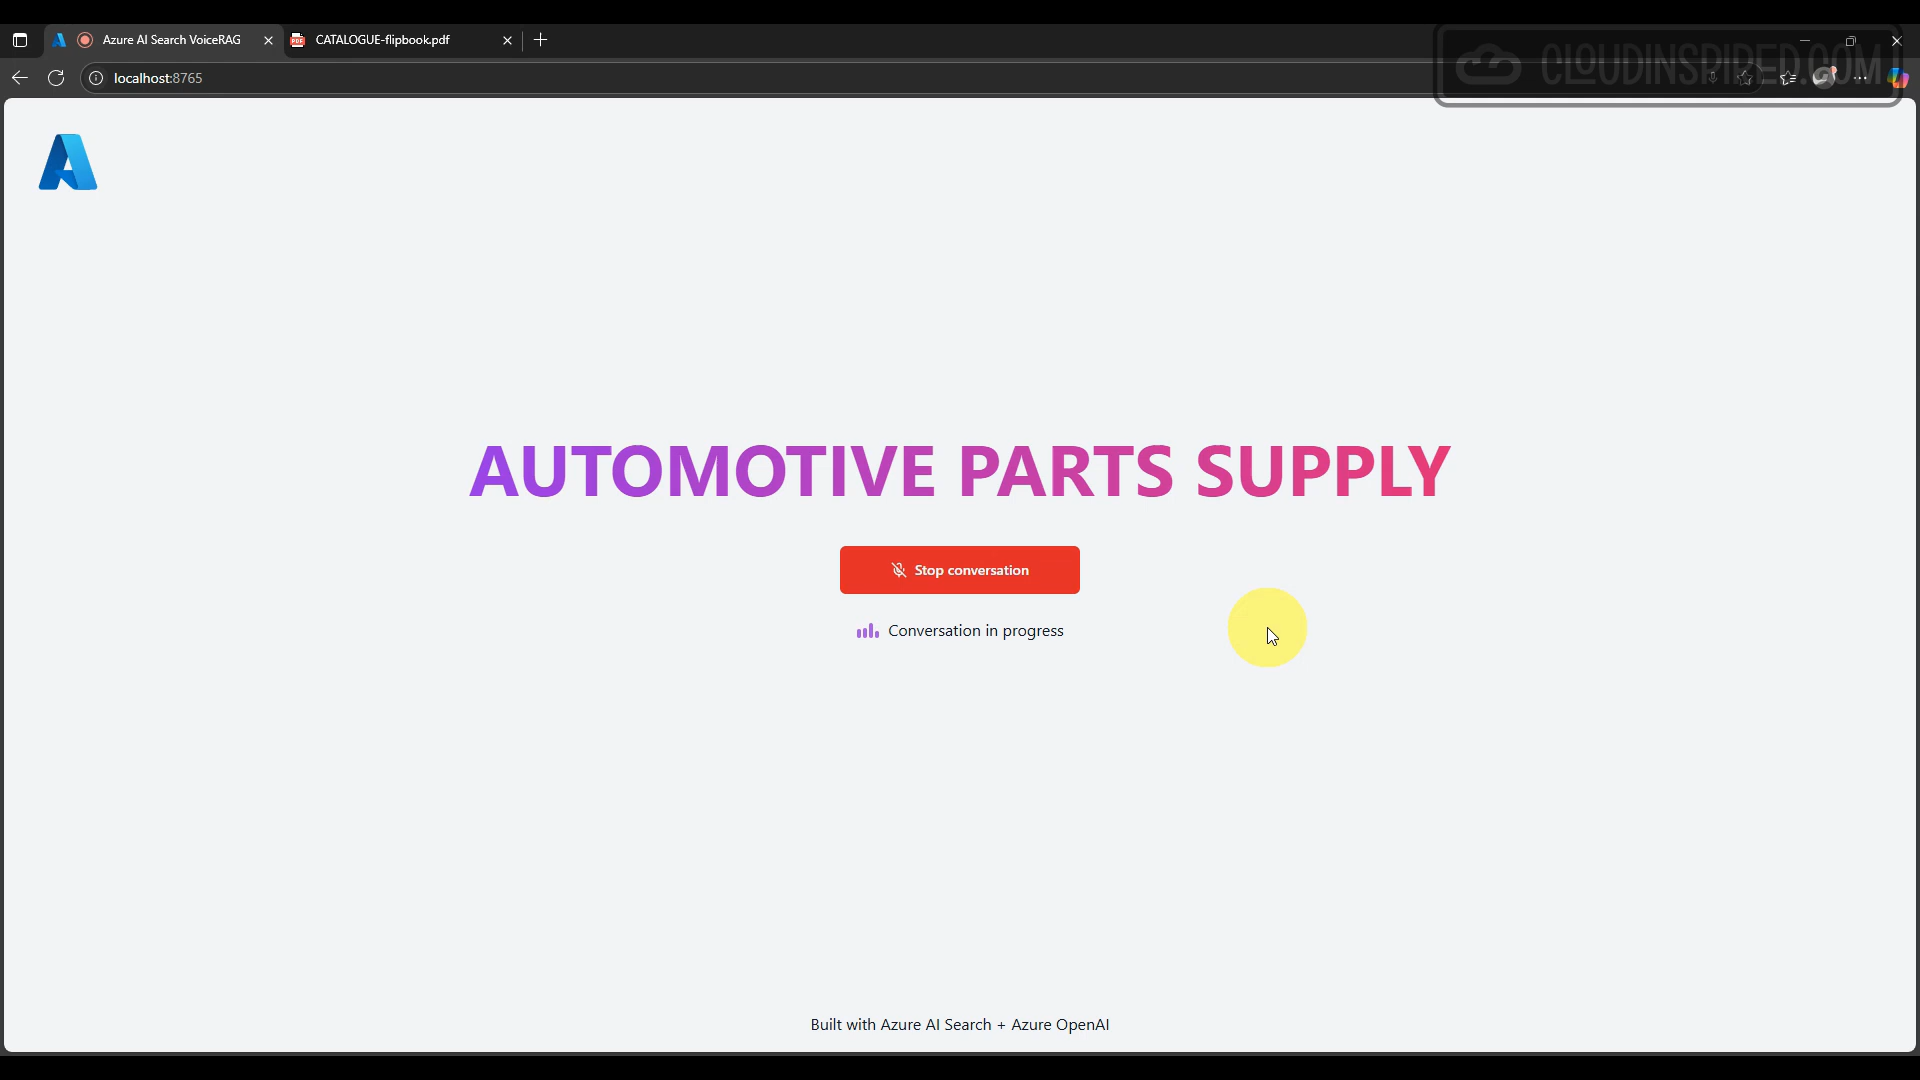 Azure AI Search VoiceRAG
CATALOGUE-flipbook.pdf
localhost:8765
CLOUDINSPIRED.COM
AUTOMOTIVE PARTS SUPPLY
Stop conversation
Conversation in progress
Built with Azure AI Search + Azure OpenAI